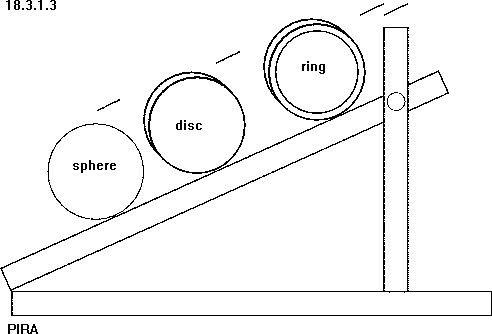 18.3.1.3
ring
disc
sphere
PIRA